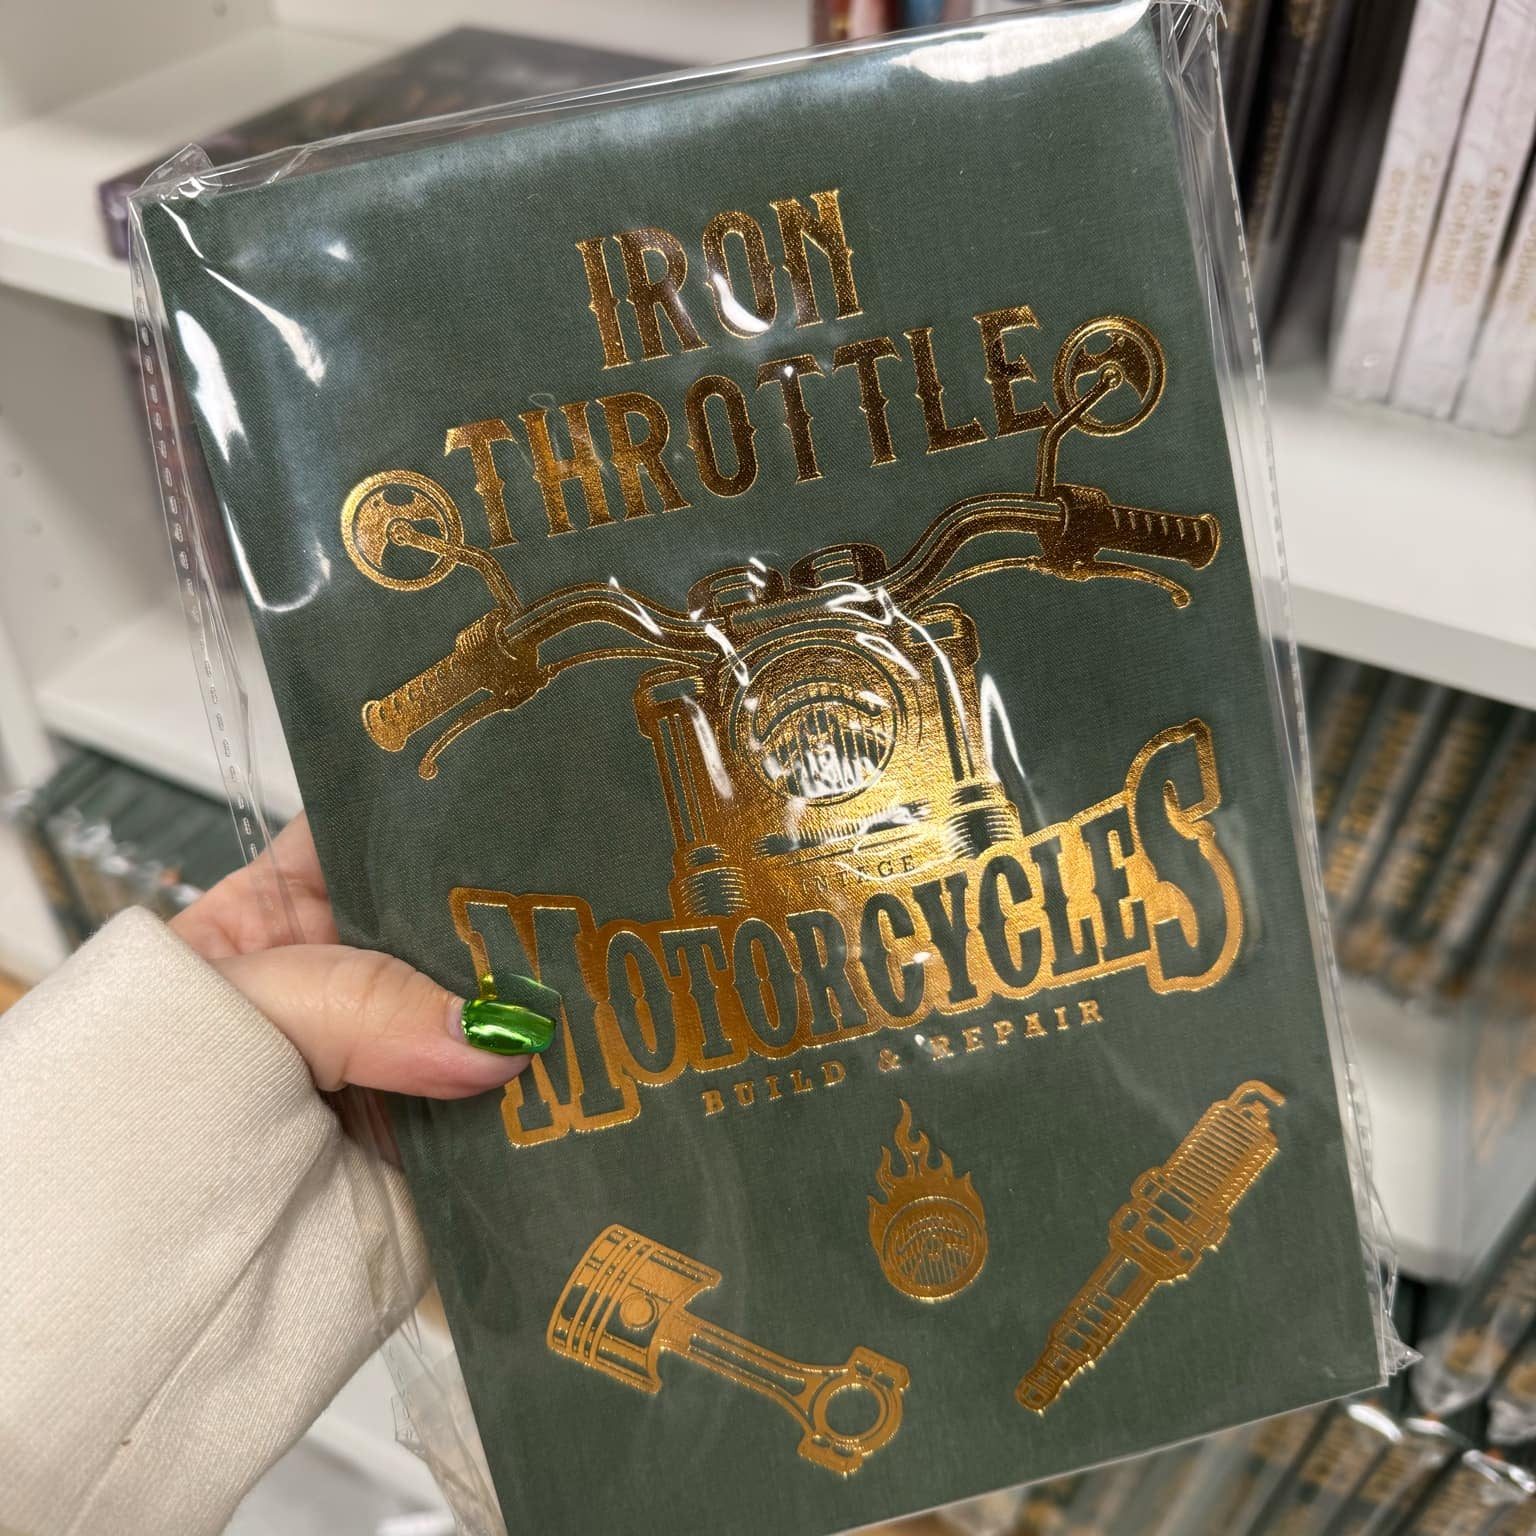 IRON
THROTTLE
VINTAGE
MOTORCYCLES
BUILD & REPAIR